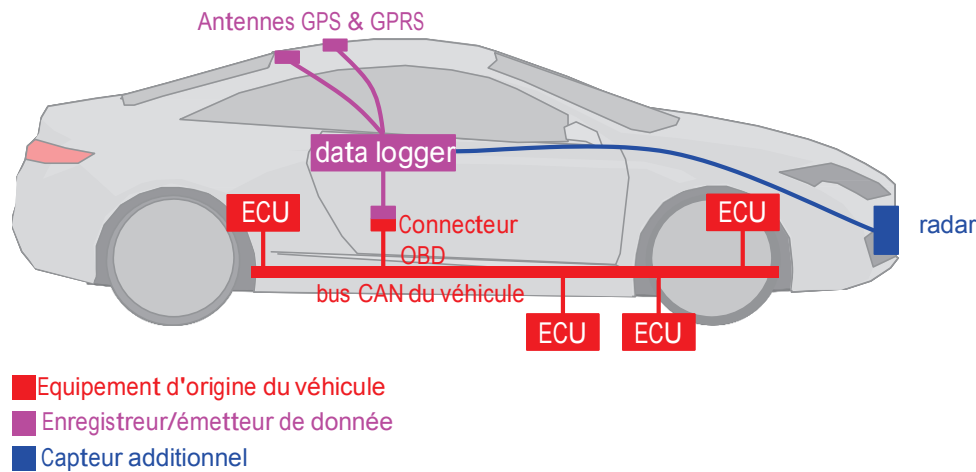 Antennes GPS & GPRS
data logger
ECU
Connecteur
OBD
ECU
radar
bus CAN du véhicule
ECU
ECU
Equipement d'origine du véhicule
Enregistreur/émetteur de donnée
Capteur additionnel